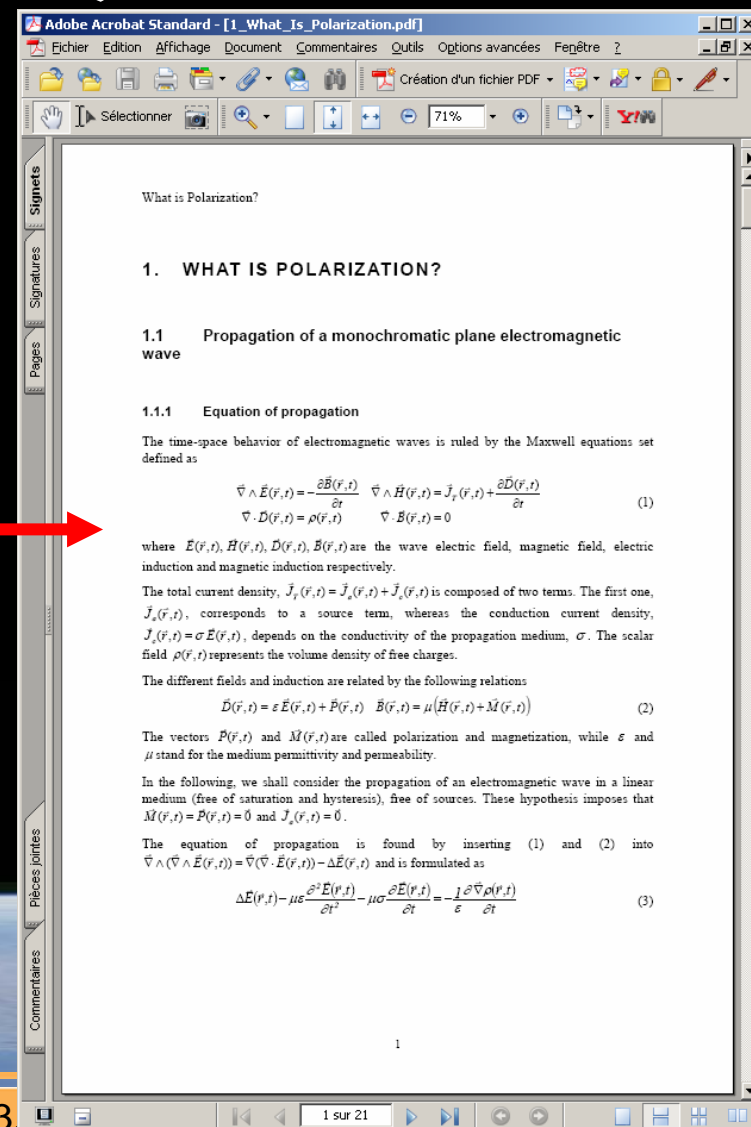 Adobe Acrobat Standard - [1_What_Is_Polarization.pdf]
Fichier Edition Affichage Document Commentaires Outils Options avancées Fenêtre ?
Création d'un fichier PDF
Sélectionner 71% Y!
Signets
Signatures
Pages
Pièces jointes
Commentaires
What is Polarization?
1. WHAT IS POLARIZATION?
1.1 Propagation of a monochromatic plane electromagnetic
wave
1.1.1 Equation of propagation
The time-space behavior of electromagnetic waves is ruled by the Maxwell equations set
defined as
∇⃗ ∧ E⃗(r⃗,t) = −∂B⃗(r⃗,t)/∂t ∇⃗ ∧ H⃗(r⃗,t) = J⃗_T(r⃗,t) + ∂D⃗(r⃗,t)/∂t
∇⃗ · D⃗(r⃗,t) = ρ(r⃗,t) ∇⃗ · B⃗(r⃗,t) = 0 (1)
where E⃗(r⃗,t), H⃗(r⃗,t), D⃗(r⃗,t), B⃗(r⃗,t) are the wave electric field, magnetic field, electric
induction and magnetic induction respectively.
The total current density, J⃗_T(r⃗,t) = J⃗_a(r⃗,t) + J⃗_c(r⃗,t) is composed of two terms. The first one,
J⃗_a(r⃗,t), corresponds to a source term, whereas the conduction current density,
J⃗_c(r⃗,t) = σE⃗(r⃗,t), depends on the conductivity of the propagation medium, σ. The scalar
field ρ(r⃗,t) represents the volume density of free charges.
The different fields and induction are related by the following relations
D⃗(r⃗,t) = εE⃗(r⃗,t) + P⃗(r⃗,t) B⃗(r⃗,t) = μ(H⃗(r⃗,t) + M⃗(r⃗,t)) (2)
The vectors P⃗(r⃗,t) and M⃗(r⃗,t) are called polarization and magnetization, while ε and
μ stand for the medium permittivity and permeability.
In the following, we shall consider the propagation of an electromagnetic wave in a linear
medium (free of saturation and hysteresis), free of sources. These hypothesis imposes that
M⃗(r⃗,t) = P⃗(r⃗,t) = 0⃗ and J⃗_a(r⃗,t) = 0⃗.
The equation of propagation is found by inserting (1) and (2) into
∇⃗ ∧ (∇⃗ ∧ E⃗(r⃗,t)) = ∇⃗(∇⃗ · E⃗(r⃗,t)) − ΔE⃗(r⃗,t) and is formulated as
ΔE⃗(r⃗,t) − με ∂²E⃗(r⃗,t)/∂t² − μσ ∂E⃗(r⃗,t)/∂t = −1/ε ∂∇⃗ρ(r⃗,t)/∂t (3)
1
1 sur 21
3